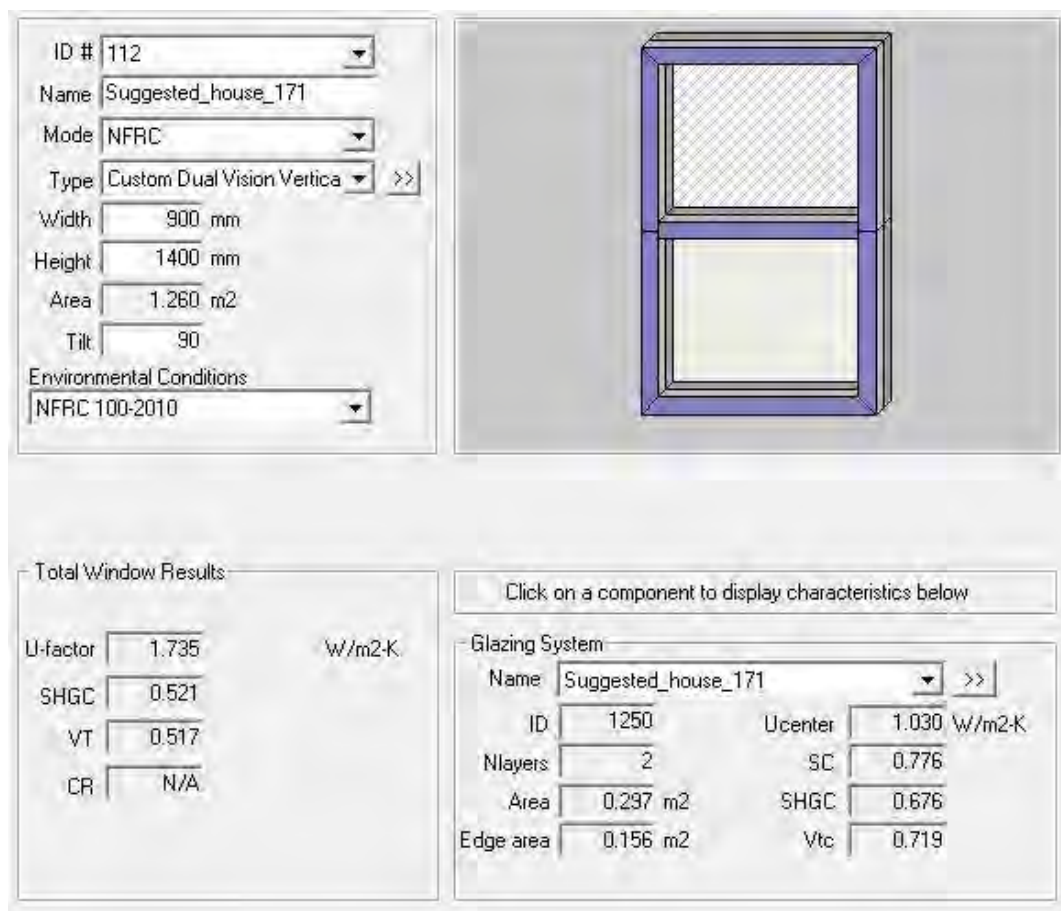 ID # 112
Name Suggested_house_171
Mode NFRC
Type Custom Dual Vision Vertica >>
Width 900 mm
Height 1400 mm
Area 1.260 m2
Tilt 90
Environmental Conditions
NFRC 100-2010
Total Window Results
U-factor 1.735 W/m2-K
SHGC 0.521
VT 0.517
CR N/A
Click on a component to display characteristics below
Glazing System
Name Suggested_house_171 >>
ID 1250 Ucenter 1.030 W/m2-K
Nlayers 2 SC 0.776
Area 0.297 m2 SHGC 0.676
Edge area 0.156 m2 Vtc 0.719